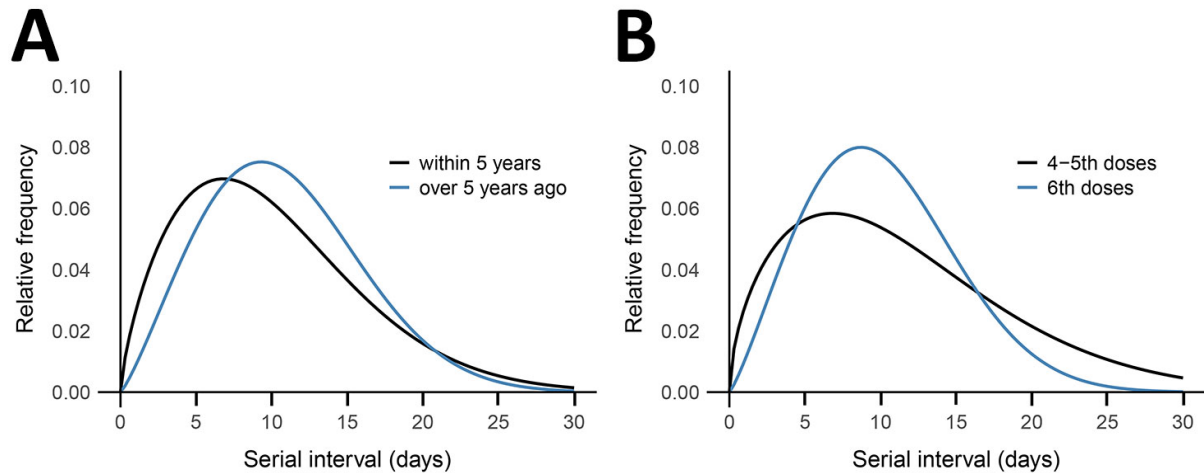 A
Relative frequency
0.10
0.08
0.06
0.04
0.02
0.00
within 5 years
over 5 years ago
0 5 10 15 20 25 30
Serial interval (days)
B
Relative frequency
0.10
0.08
0.06
0.04
0.02
0.00
4−5th doses
6th doses
0 5 10 15 20 25 30
Serial interval (days)